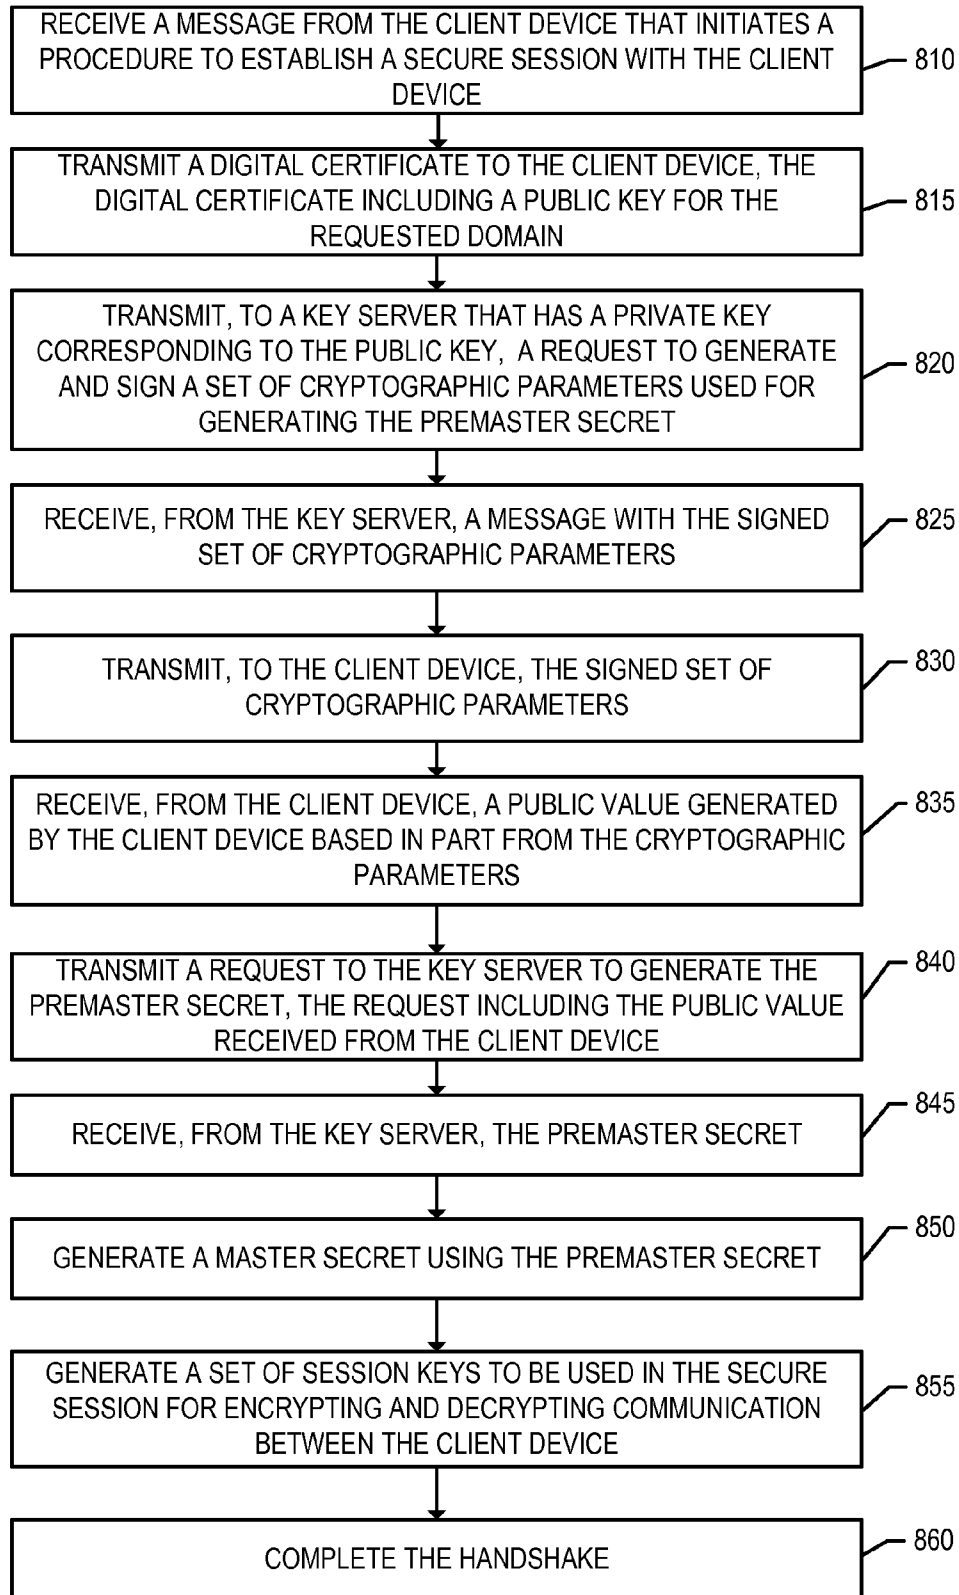 RECEIVE A MESSAGE FROM THE CLIENT DEVICE THAT INITIATES A
PROCEDURE TO ESTABLISH A SECURE SESSION WITH THE CLIENT
DEVICE
810
TRANSMIT A DIGITAL CERTIFICATE TO THE CLIENT DEVICE, THE
DIGITAL CERTIFICATE INCLUDING A PUBLIC KEY FOR THE
REQUESTED DOMAIN
815
TRANSMIT, TO A KEY SERVER THAT HAS A PRIVATE KEY
CORRESPONDING TO THE PUBLIC KEY, A REQUEST TO GENERATE
AND SIGN A SET OF CRYPTOGRAPHIC PARAMETERS USED FOR
GENERATING THE PREMASTER SECRET
820
RECEIVE, FROM THE KEY SERVER, A MESSAGE WITH THE SIGNED
SET OF CRYPTOGRAPHIC PARAMETERS
825
TRANSMIT, TO THE CLIENT DEVICE, THE SIGNED SET OF
CRYPTOGRAPHIC PARAMETERS
830
RECEIVE, FROM THE CLIENT DEVICE, A PUBLIC VALUE GENERATED
BY THE CLIENT DEVICE BASED IN PART FROM THE CRYPTOGRAPHIC
PARAMETERS
835
TRANSMIT A REQUEST TO THE KEY SERVER TO GENERATE THE
PREMASTER SECRET, THE REQUEST INCLUDING THE PUBLIC VALUE
RECEIVED FROM THE CLIENT DEVICE
840
RECEIVE, FROM THE KEY SERVER, THE PREMASTER SECRET
845
GENERATE A MASTER SECRET USING THE PREMASTER SECRET
850
GENERATE A SET OF SESSION KEYS TO BE USED IN THE SECURE
SESSION FOR ENCRYPTING AND DECRYPTING COMMUNICATION
BETWEEN THE CLIENT DEVICE
855
COMPLETE THE HANDSHAKE
860